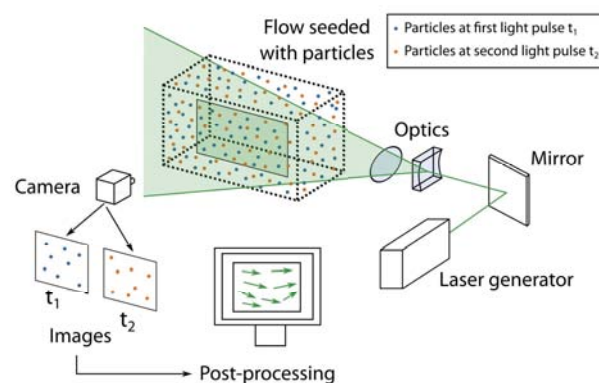 Flow seeded
with particles
Particles at first light pulse t₁
Particles at second light pulse t₂
Optics
Mirror
Camera
Laser generator
t₁
t₂
Images
Post-processing